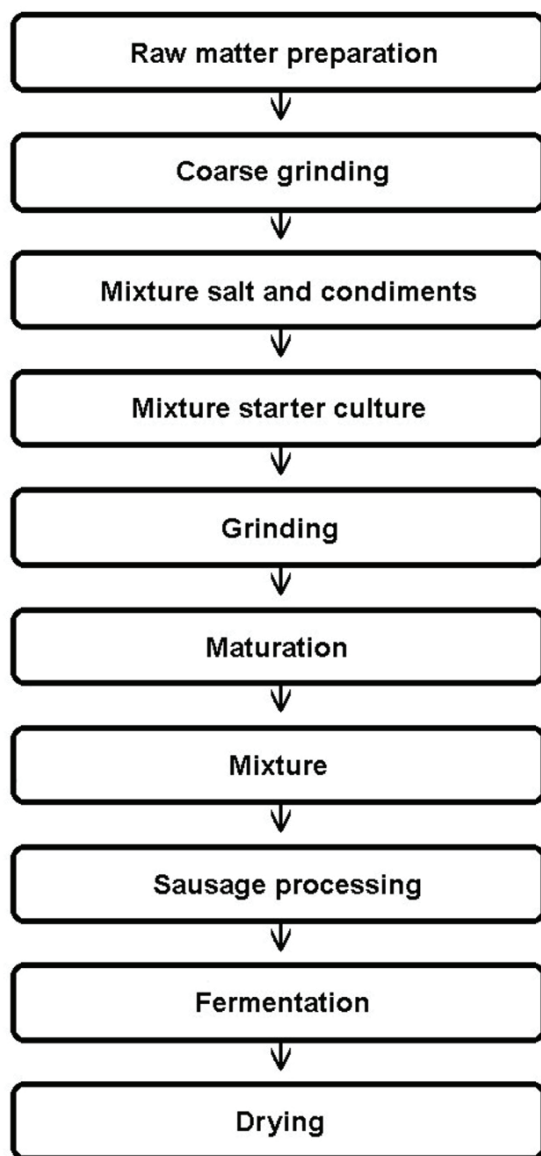 Raw matter preparation
Coarse grinding
Mixture salt and condiments
Mixture starter culture
Grinding
Maturation
Mixture
Sausage processing
Fermentation
Drying